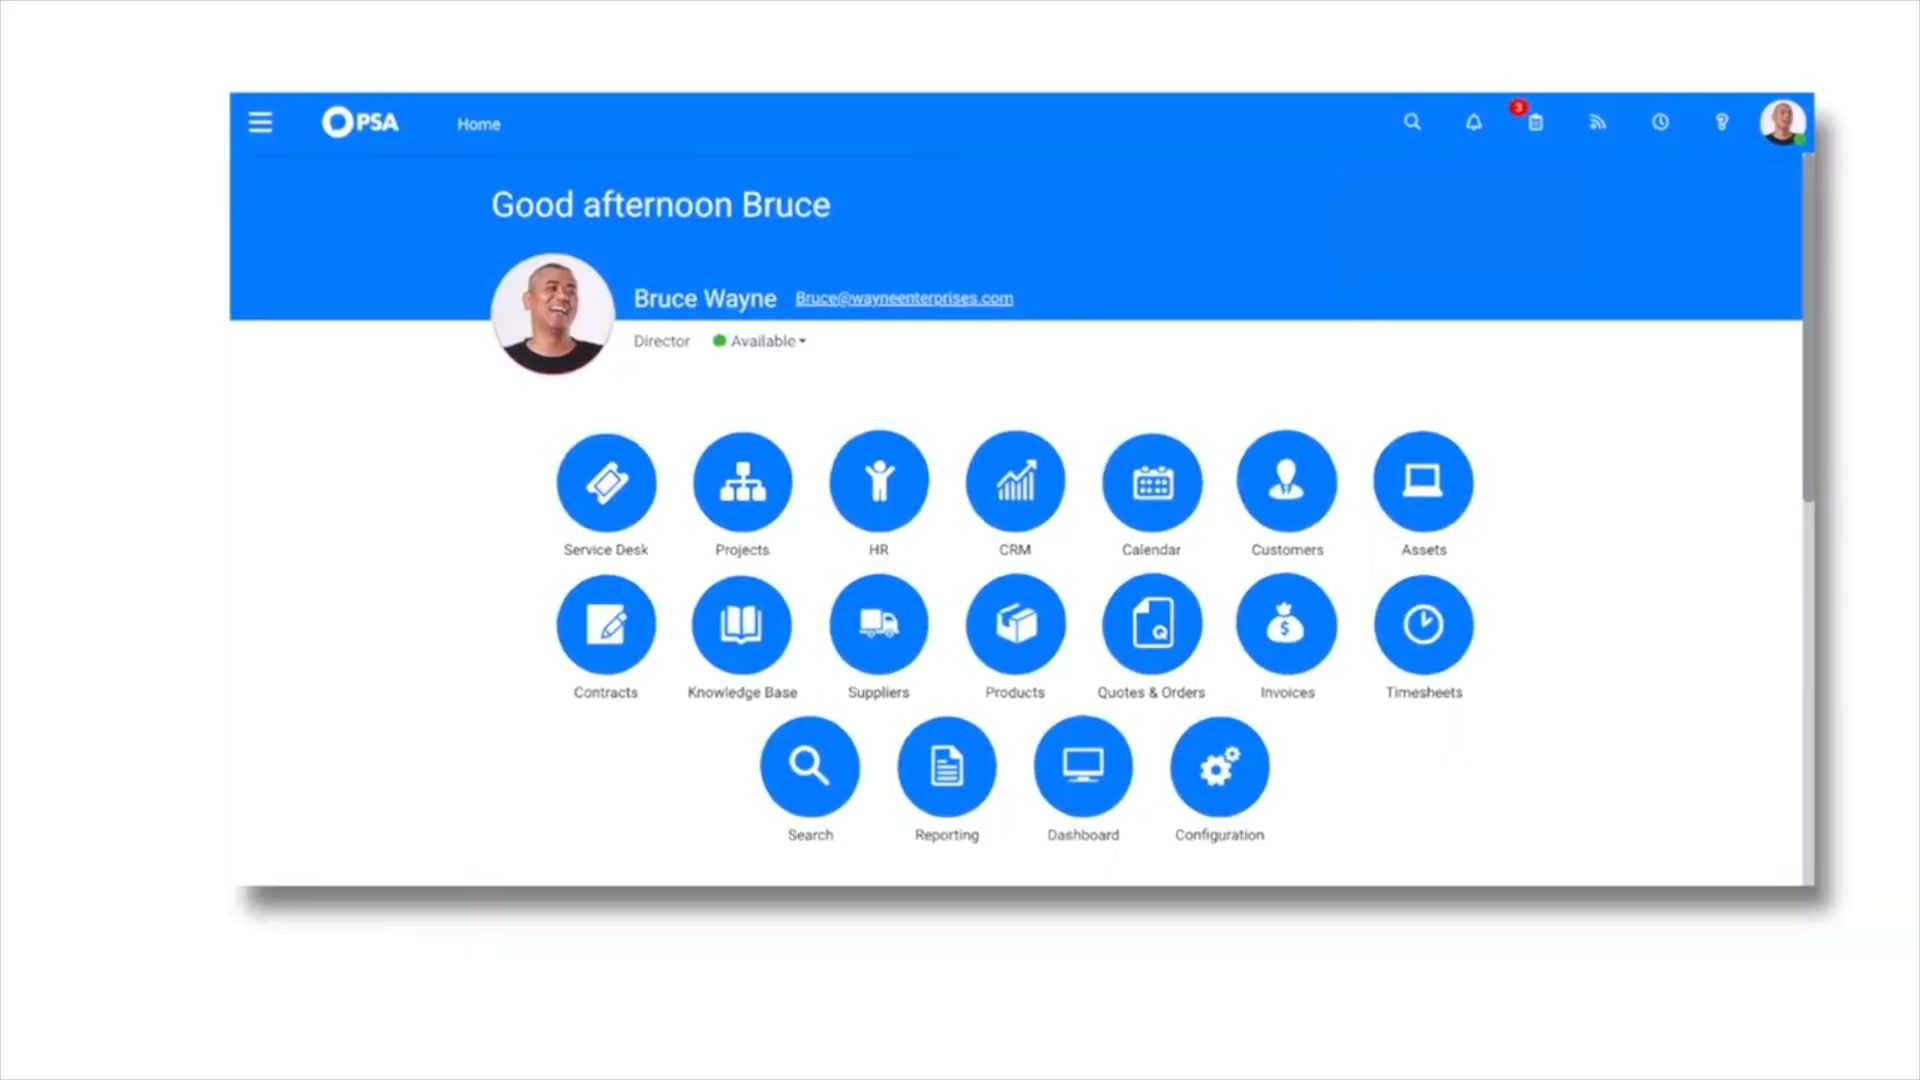 PSA Home 3
Good afternoon Bruce
Bruce Wayne Bruce@wayneenterprises.com
Director Available
Service Desk Projects HR CRM Calendar Customers Assets
Contracts Knowledge Base Suppliers Products Quotes & Orders Invoices Timesheets
Search Reporting Dashboard Configuration